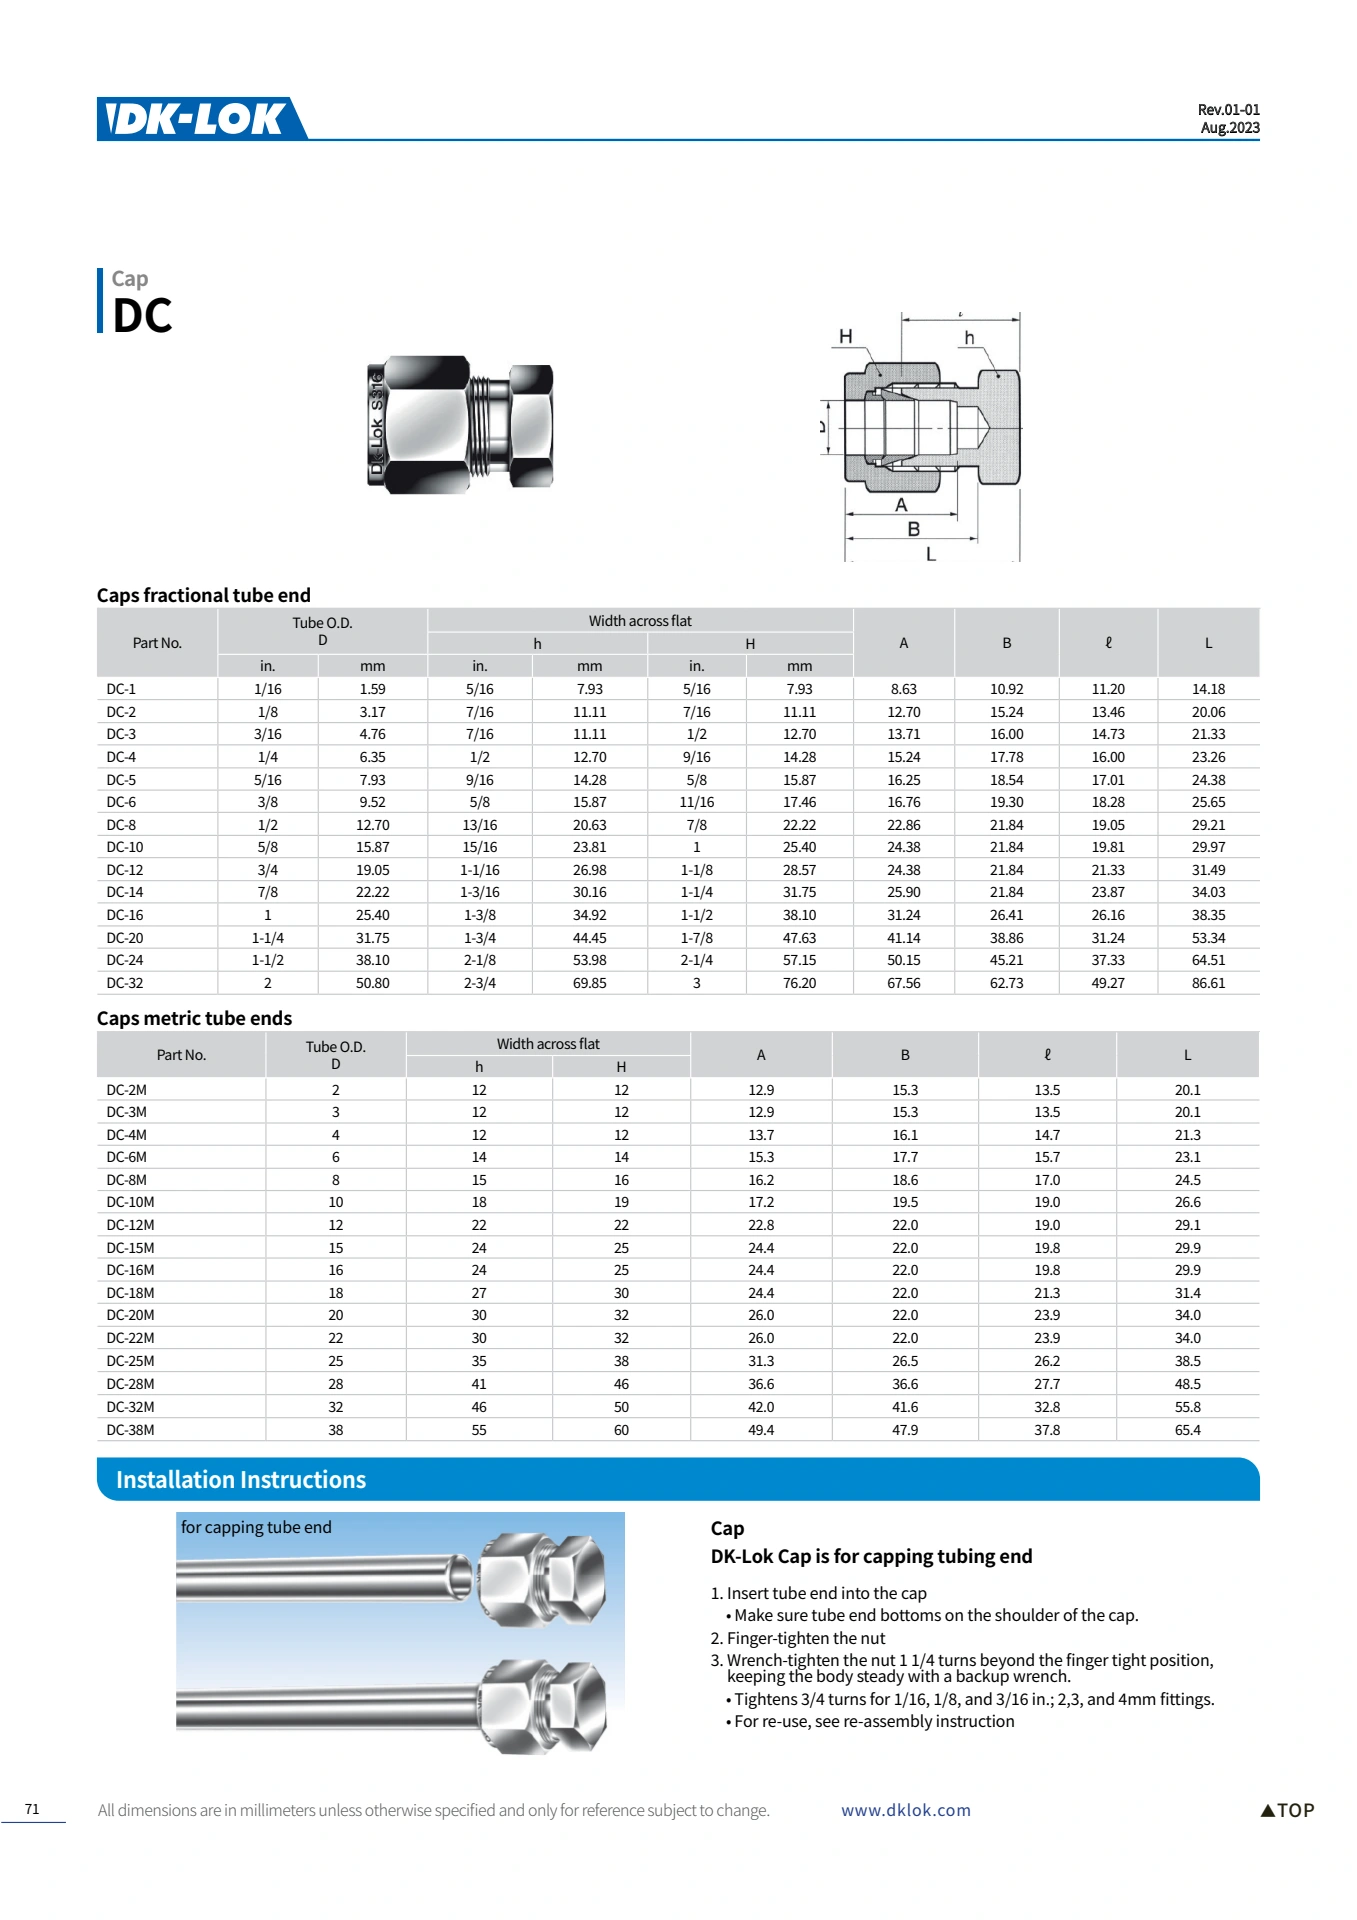 DK-LOK
Rev.01-01
Aug.2023
Cap
DC
DK-Lok S316
ℓ
H
h
D
A
B
L
Caps fractional tube end
Part No. Tube O.D. D Width across flat A B ℓ L
h H
in. mm in. mm in. mm
DC-1 1/16 1.59 5/16 7.93 5/16 7.93 8.63 10.92 11.20 14.18
DC-2 1/8 3.17 7/16 11.11 7/16 11.11 12.70 15.24 13.46 20.06
DC-3 3/16 4.76 7/16 11.11 1/2 12.70 13.71 16.00 14.73 21.33
DC-4 1/4 6.35 1/2 12.70 9/16 14.28 15.24 17.78 16.00 23.26
DC-5 5/16 7.93 9/16 14.28 5/8 15.87 16.25 18.54 17.01 24.38
DC-6 3/8 9.52 5/8 15.87 11/16 17.46 16.76 19.30 18.28 25.65
DC-8 1/2 12.70 13/16 20.63 7/8 22.22 22.86 21.84 19.05 29.21
DC-10 5/8 15.87 15/16 23.81 1 25.40 24.38 21.84 19.81 29.97
DC-12 3/4 19.05 1-1/16 26.98 1-1/8 28.57 24.38 21.84 21.33 31.49
DC-14 7/8 22.22 1-3/16 30.16 1-1/4 31.75 25.90 21.84 23.87 34.03
DC-16 1 25.40 1-3/8 34.92 1-1/2 38.10 31.24 26.41 26.16 38.35
DC-20 1-1/4 31.75 1-3/4 44.45 1-7/8 47.63 41.14 38.86 31.24 53.34
DC-24 1-1/2 38.10 2-1/8 53.98 2-1/4 57.15 50.15 45.21 37.33 64.51
DC-32 2 50.80 2-3/4 69.85 3 76.20 67.56 62.73 49.27 86.61
Caps metric tube ends
Part No. Tube O.D. D Width across flat A B ℓ L
h H
DC-2M 2 12 12 12.9 15.3 13.5 20.1
DC-3M 3 12 12 12.9 15.3 13.5 20.1
DC-4M 4 12 12 13.7 16.1 14.7 21.3
DC-6M 6 14 14 15.3 17.7 15.7 23.1
DC-8M 8 15 16 16.2 18.6 17.0 24.5
DC-10M 10 18 19 17.2 19.5 19.0 26.6
DC-12M 12 22 22 22.8 22.0 19.0 29.1
DC-15M 15 24 25 24.4 22.0 19.8 29.9
DC-16M 16 24 25 24.4 22.0 19.8 29.9
DC-18M 18 27 30 24.4 22.0 21.3 31.4
DC-20M 20 30 32 26.0 22.0 23.9 34.0
DC-22M 22 30 32 26.0 22.0 23.9 34.0
DC-25M 25 35 38 31.3 26.5 26.2 38.5
DC-28M 28 41 46 36.6 36.6 27.7 48.5
DC-32M 32 46 50 42.0 41.6 32.8 55.8
DC-38M 38 55 60 49.4 47.9 37.8 65.4
Installation Instructions
for capping tube end
Cap
DK-Lok Cap is for capping tubing end
1. Insert tube end into the cap
• Make sure tube end bottoms on the shoulder of the cap.
2. Finger-tighten the nut
3. Wrench-tighten the nut 1 1/4 turns beyond the finger tight position,
keeping the body steady with a backup wrench.
• Tightens 3/4 turns for 1/16, 1/8, and 3/16 in.; 2,3, and 4mm fittings.
• For re-use, see re-assembly instruction
71
All dimensions are in millimeters unless otherwise specified and only for reference subject to change.
www.dklok.com
▲TOP